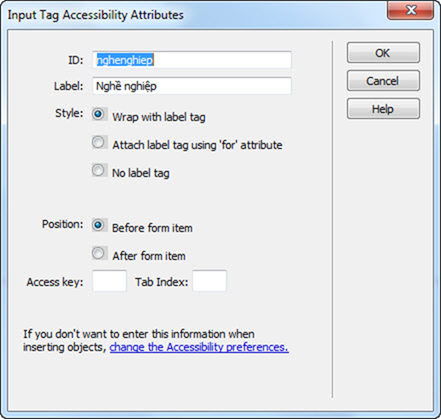 Input Tag Accessibility Attributes
ID: nghenghiep
OK
Label: Nghề nghiệp
Cancel
Style: Wrap with label tag
Help
Attach label tag using 'for' attribute
No label tag
Position: Before form item
After form item
Access key: Tab Index:
If you don't want to enter this information when
inserting objects, change the Accessibility preferences.